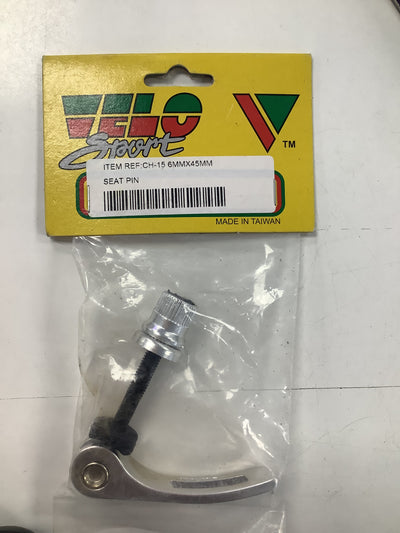 VELO
Sport
TM
ITEM REF:CH-15 6MMX45MM
SEAT PIN
MADE IN TAIWAN